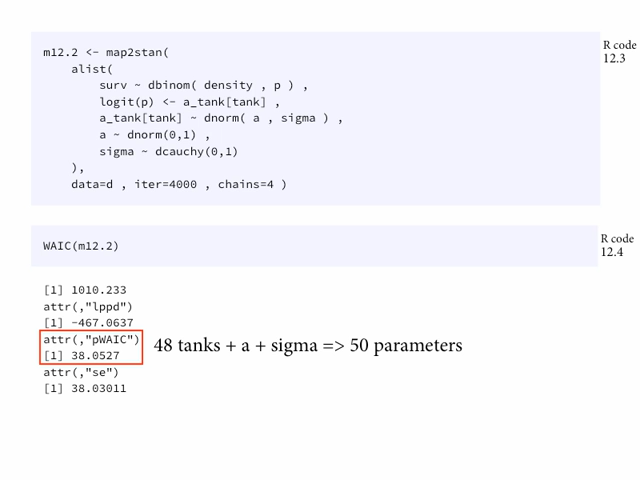 m12.2 <- map2stan(
R code
12.3
alist(
surv ~ dbinom( density , p ) ,
logit(p) <- a_tank[tank] ,
a_tank[tank] ~ dnorm( a , sigma ) ,
a ~ dnorm(0,1) ,
sigma ~ dcauchy(0,1)
),
data=d , iter=4000 , chains=4 )
WAIC(m12.2)
R code
12.4
[1] 1010.233
attr(,"lppd")
[1] -467.0637
attr(,"pWAIC")
[1] 38.0527
48 tanks + a + sigma => 50 parameters
attr(,"se")
[1] 38.03011